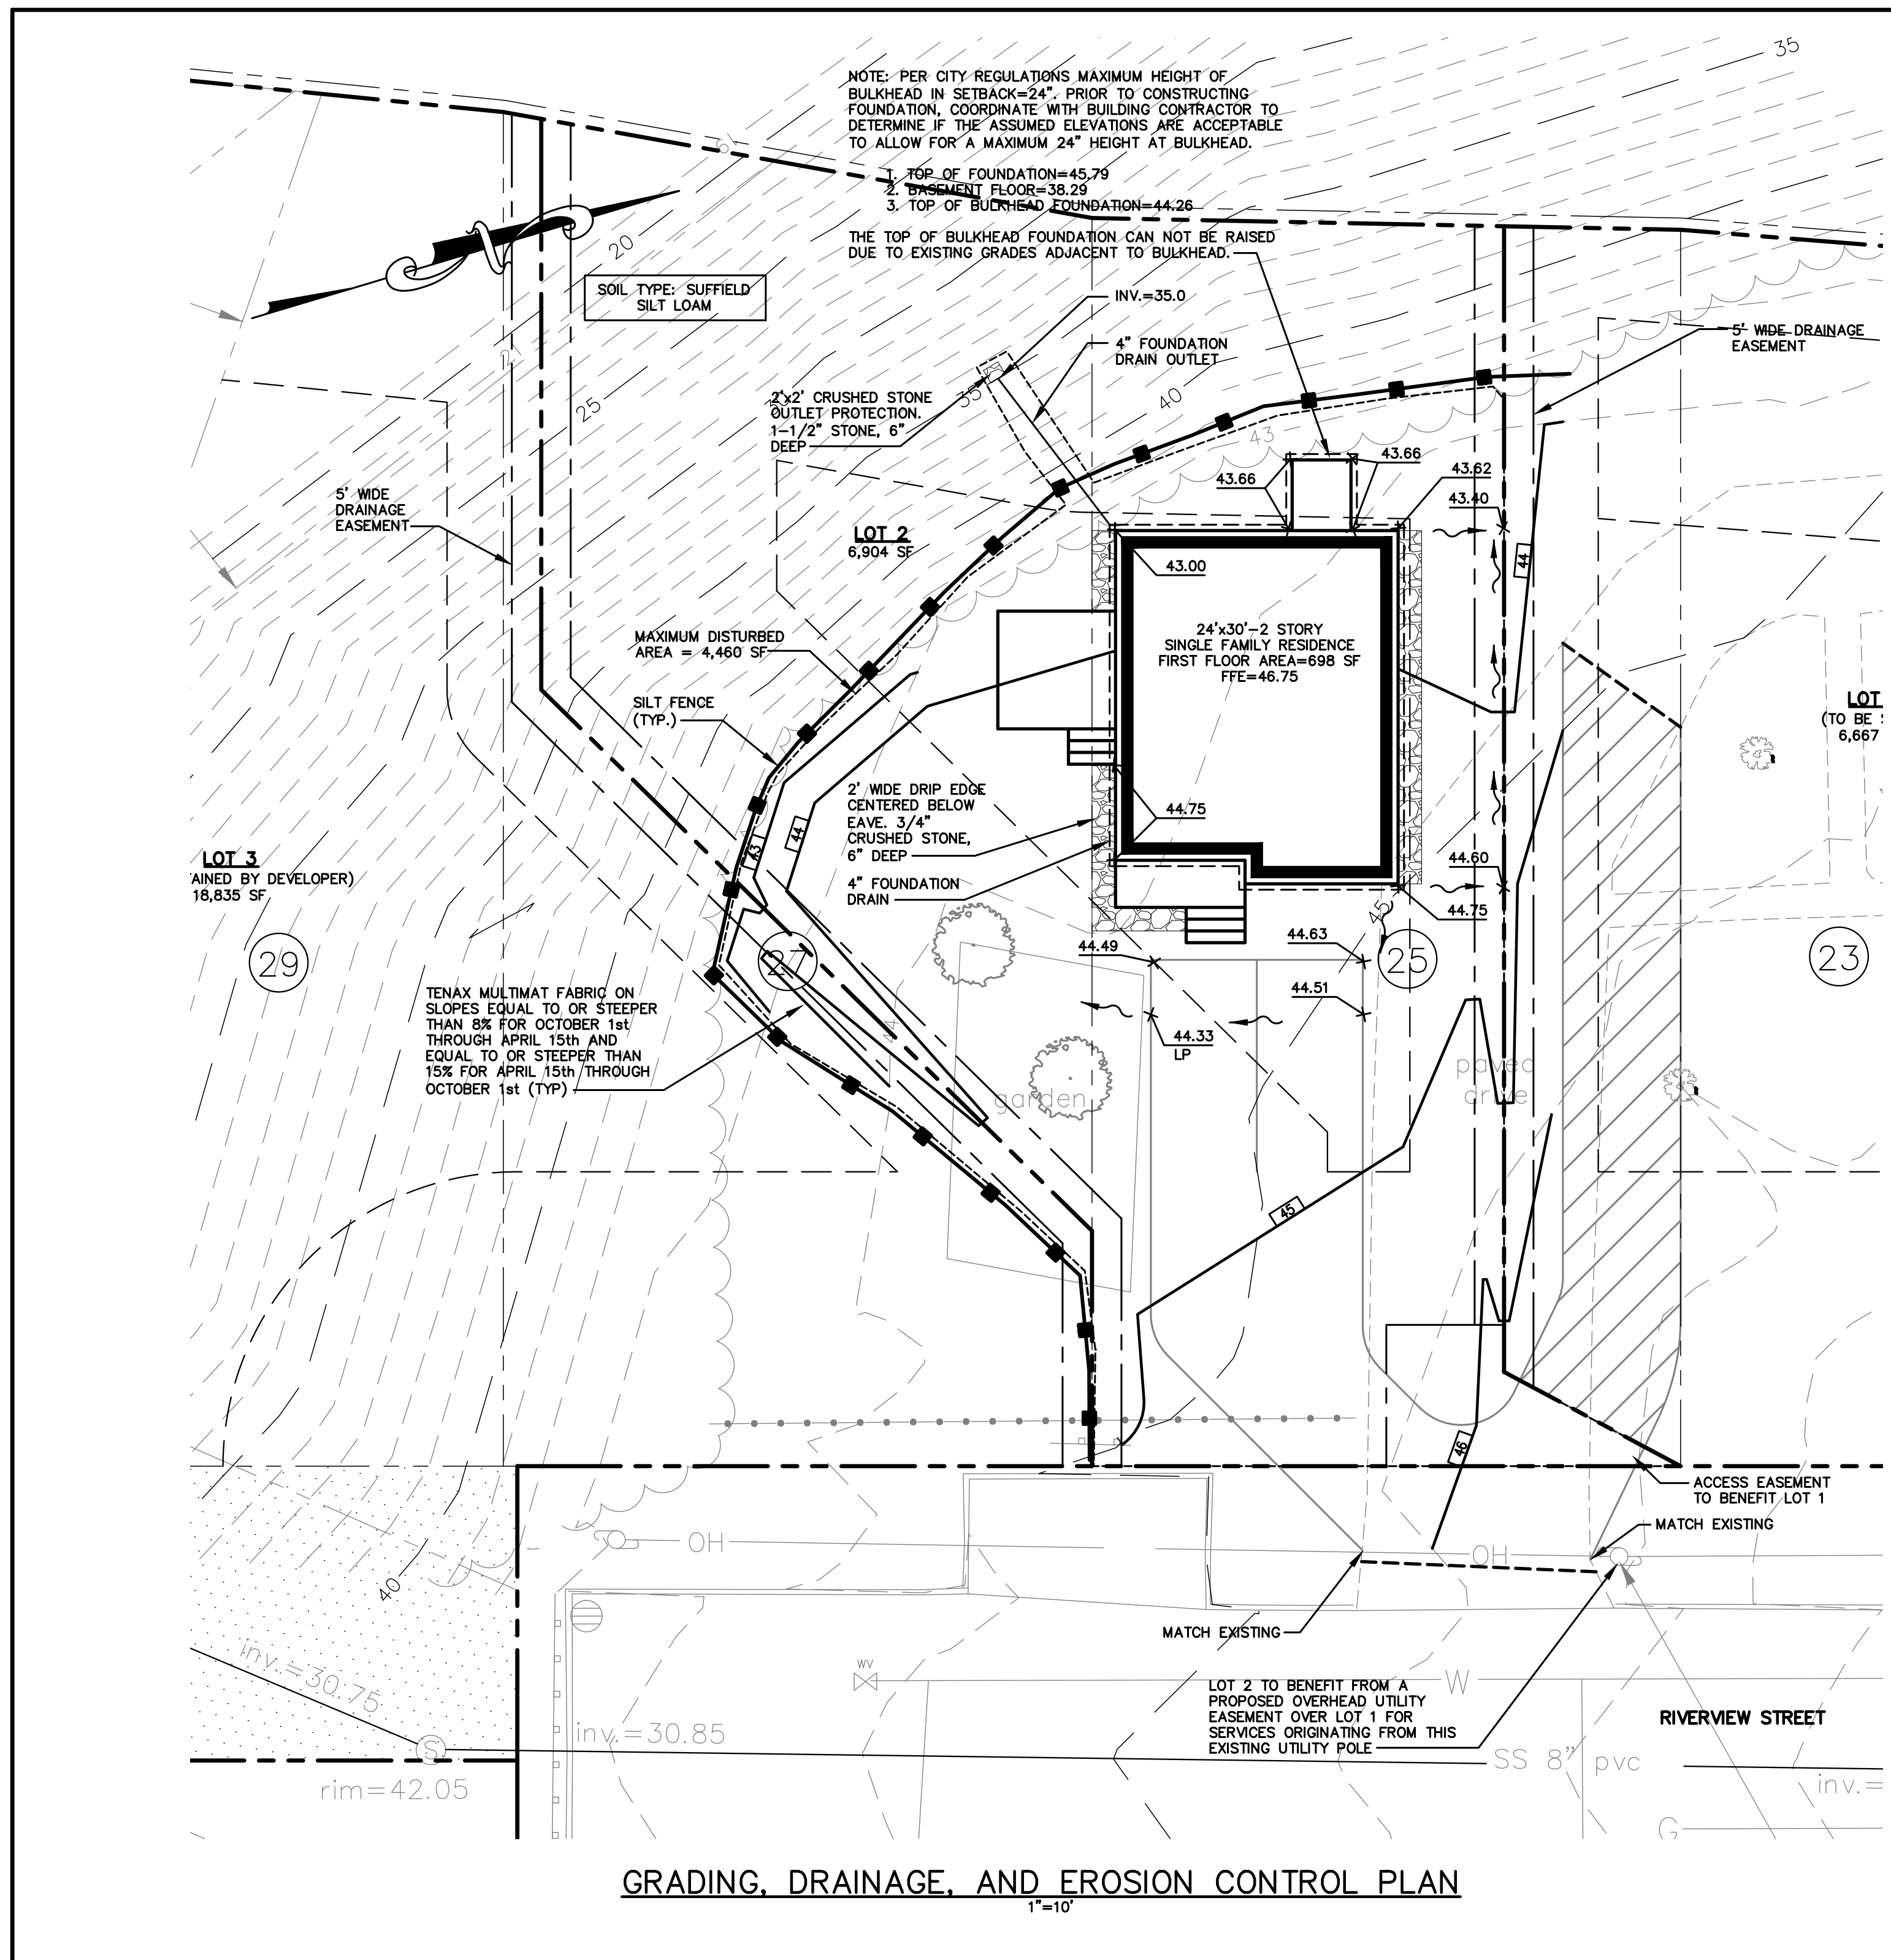 35
NOTE: PER CITY REGULATIONS MAXIMUM HEIGHT OF
BULKHEAD IN SETBACK=24". PRIOR TO CONSTRUCTING
FOUNDATION, COORDINATE WITH BUILDING CONTRACTOR TO
DETERMINE IF THE ASSUMED ELEVATIONS ARE ACCEPTABLE
TO ALLOW FOR A MAXIMUM 24" HEIGHT AT BULKHEAD.
1. TOP OF FOUNDATION=45.79
2. BASEMENT FLOOR=38.29
3. TOP OF BULKHEAD FOUNDATION=44.26
THE TOP OF BULKHEAD FOUNDATION CAN NOT BE RAISED
DUE TO EXISTING GRADES ADJACENT TO BULKHEAD.
20
SOIL TYPE: SUFFIELD
SILT LOAM
INV.=35.0
4" FOUNDATION
DRAIN OUTLET
5' WIDE DRAINAGE
EASEMENT
21
25
2'x2' CRUSHED STONE
OUTLET PROTECTION.
1-1/2" STONE, 6"
DEEP
35
40
43
43.66
43.66
43.62
43.40
5' WIDE
DRAINAGE
EASEMENT
LOT 2
6,904 SF
43.00
44
24'x30'-2 STORY
SINGLE FAMILY RESIDENCE
FIRST FLOOR AREA=698 SF
FFE=46.75
MAXIMUM DISTURBED
AREA = 4,460 SF
SILT FENCE
(TYP.)
LOT
(TO BE
6,667
2' WIDE DRIP EDGE
CENTERED BELOW
EAVE. 3/4"
CRUSHED STONE,
6" DEEP
44.75
43
44
LOT 3
AINED BY DEVELOPER)
18,835 SF
4" FOUNDATION
DRAIN
44.60
44.75
45
44.49
44.63
29
27
25
23
44.51
44.33
LP
TENAX MULTIMAT FABRIC ON
SLOPES EQUAL TO OR STEEPER
THAN 8% FOR OCTOBER 1st
THROUGH APRIL 15th AND
EQUAL TO OR STEEPER THAN
15% FOR APRIL 15th THROUGH
OCTOBER 1st (TYP)
44
garden
paved
drive
45
46
ACCESS EASEMENT
TO BENEFIT LOT 1
MATCH EXISTING
OH
OH
40
MATCH EXISTING
inv.=30.75
WV
W
LOT 2 TO BENEFIT FROM A
PROPOSED OVERHEAD UTILITY
EASEMENT OVER LOT 1 FOR
SERVICES ORIGINATING FROM THIS
EXISTING UTILITY POLE
RIVERVIEW STREET
inv.=30.85
S
SS 8" pvc
rim=42.05
inv.=
G
GRADING, DRAINAGE, AND EROSION CONTROL PLAN
1"=10'